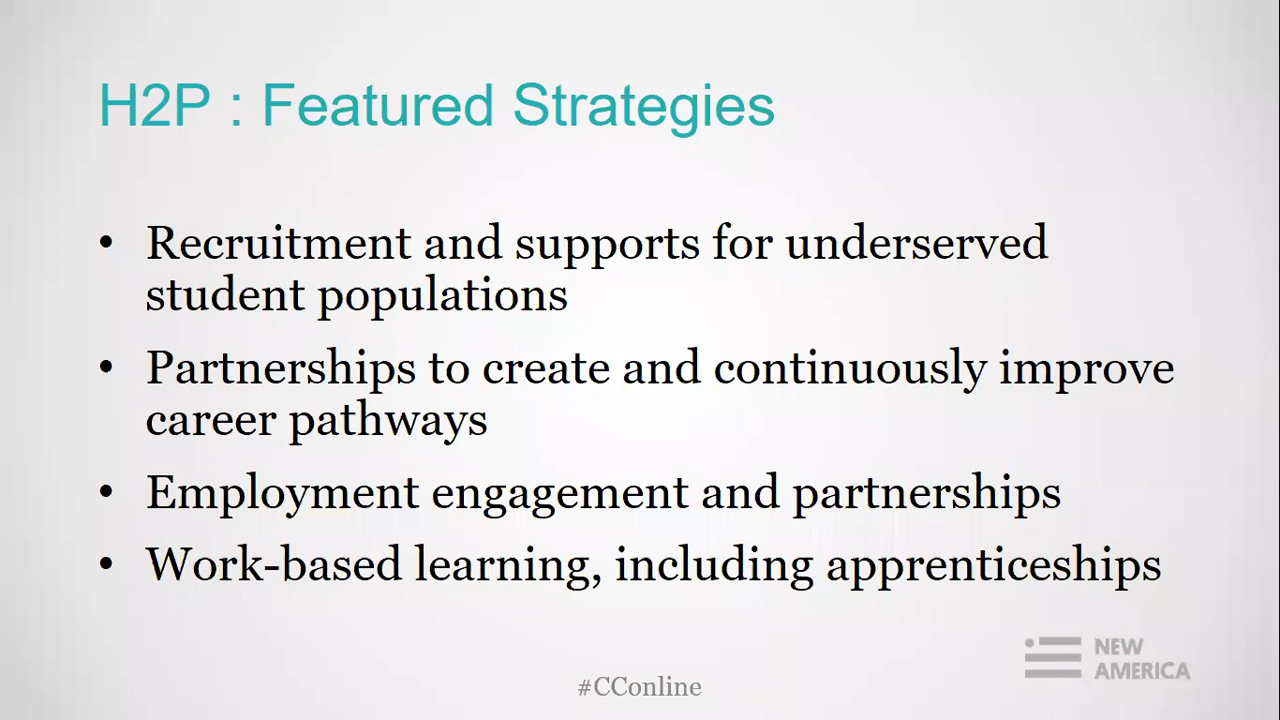 H2P : Featured Strategies
• Recruitment and supports for underserved
student populations
• Partnerships to create and continuously improve
career pathways
• Employment engagement and partnerships
• Work-based learning, including apprenticeships
NEW
AMERICA
#CConline